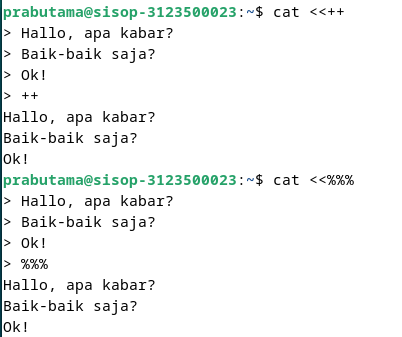 prabutama@sisop-3123500023:~$ cat <<++
> Hallo, apa kabar?
> Baik-baik saja?
> Ok!
> ++
Hallo, apa kabar?
Baik-baik saja?
Ok!
prabutama@sisop-3123500023:~$ cat <<%%%
> Hallo, apa kabar?
> Baik-baik saja?
> Ok!
> %%%
Hallo, apa kabar?
Baik-baik saja?
Ok!